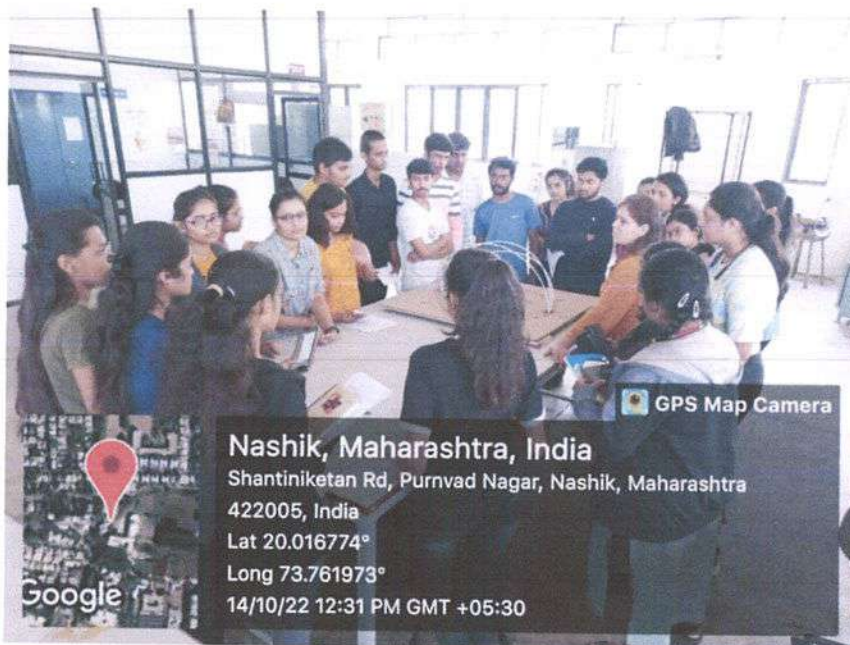 GPS Map Camera
Nashik, Maharashtra, India
Shantiniketan Rd, Purnvad Nagar, Nashik, Maharashtra
422005, India
Lat 20.016774°
Long 73.761973°
14/10/22 12:31 PM GMT +05:30
Google